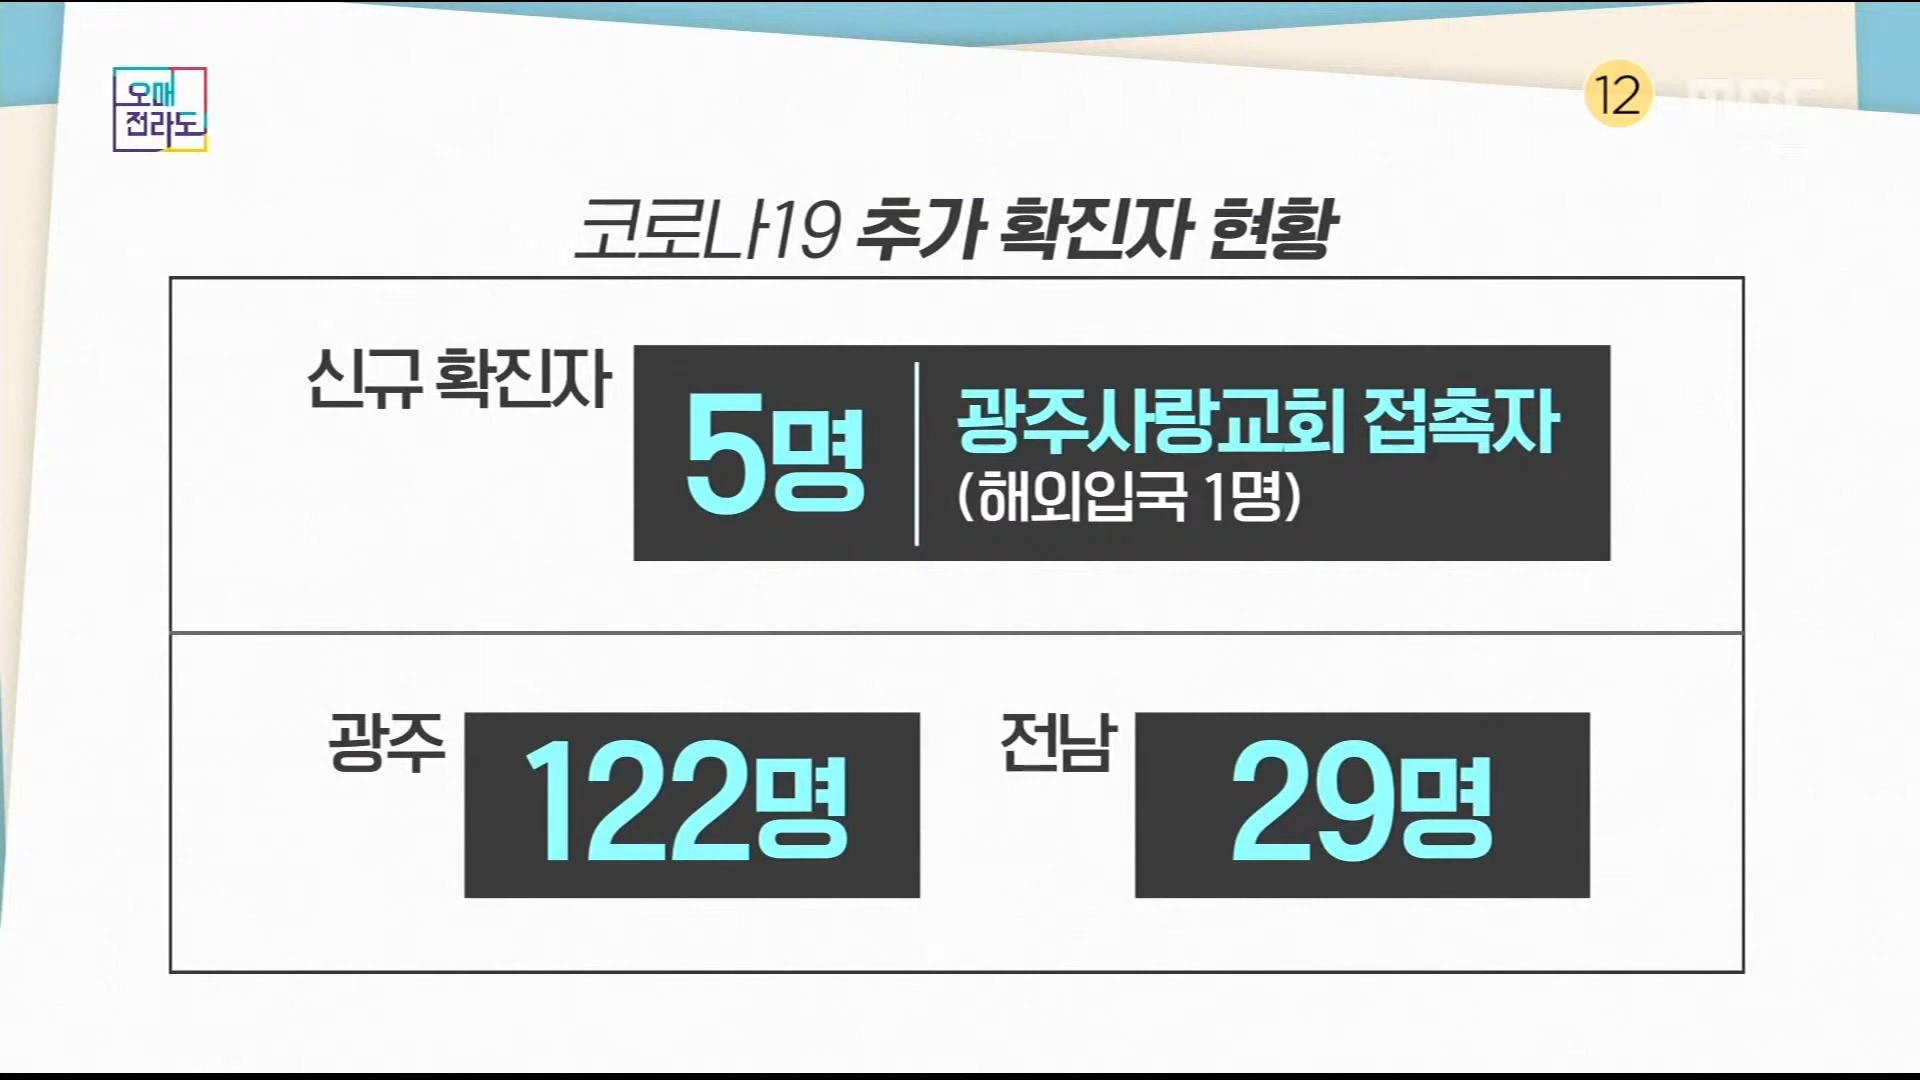 오매
전라도
12
MBC
코로나19 추가 확진자 현황
신규 확진자
5명
광주사랑교회 접촉자
(해외입국 1명)
광주
122명
전남
29명